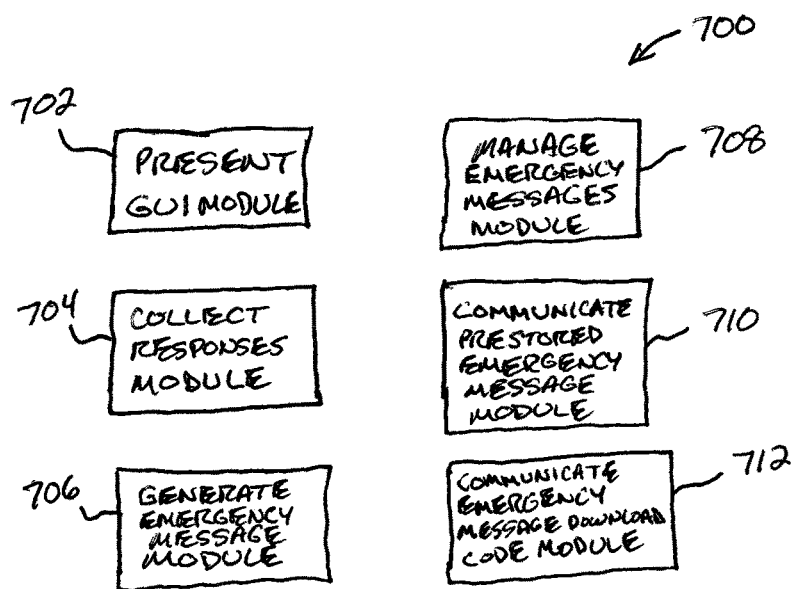 700
702
PRESENT
GUI MODULE
708
MANAGE
EMERGENCY
MESSAGES
MODULE
704
COLLECT
RESPONSES
MODULE
710
COMMUNICATE
PRESTORED
EMERGENCY
MESSAGE
MODULE
706
GENERATE
EMERGENCY
MESSAGE
MODULE
712
COMMUNICATE
EMERGENCY
MESSAGE DOWNLOAD
CODE MODULE